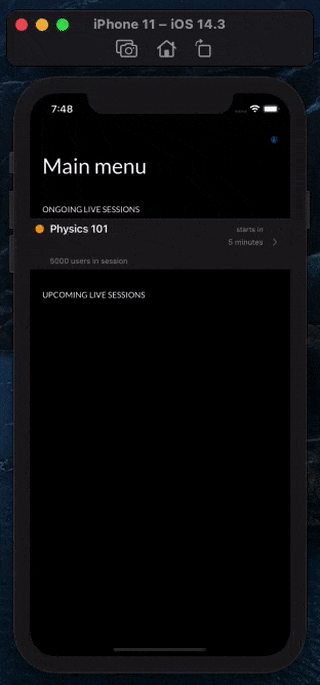 iPhone 11 – iOS 14.3
7:48
Main menu
ONGOING LIVE SESSIONS
Physics 101
starts in
5 minutes
5000 users in session
UPCOMING LIVE SESSIONS